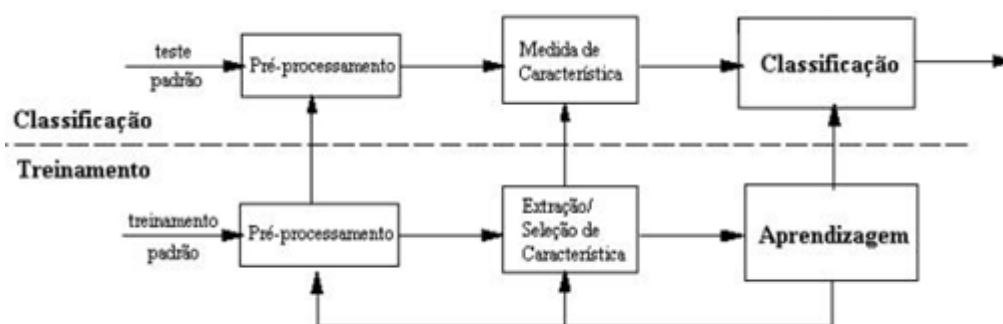 teste
padrão
Pré-processamento
Medida de
Característica
Classificação
Classificação
Treinamento
treinamento
padrão
Pré-processamento
Extração/
Seleção de
Característica
Aprendizagem